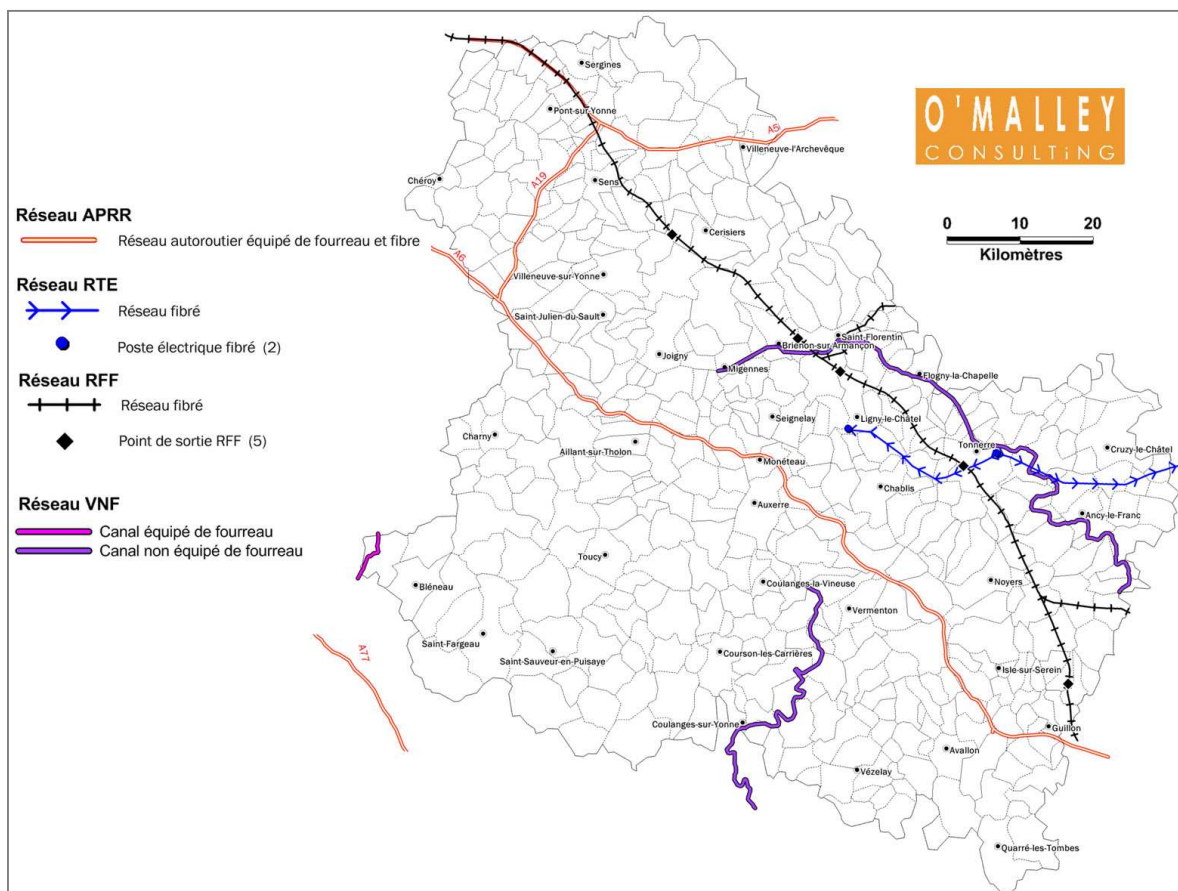 Sergines
Pont-sur-Yonne
A5
Villeneuve-l'Archevêque
O'MALLEY
CONSULTiNG
Chéroy
A19
Sens
Réseau APRR
Réseau autoroutier équipé de fourreau et fibre
Cerisiers
0 10 20
Kilomètres
A6
Villeneuve-sur-Yonne
Réseau RTE
Réseau fibré
Poste électrique fibré (2)
Saint-Julien-du-Sault
Saint-Florentin
Brienon-sur-Armançon
Joigny
Migennes
Flogny-la-Chapelle
Réseau RFF
Réseau fibré
Point de sortie RFF (5)
Seignelay
Ligny-le-Châtel
Charny
Aillant-sur-Tholon
Monéteau
Tonnerre
Cruzy-le-Châtel
Chablis
Réseau VNF
Canal équipé de fourreau
Canal non équipé de fourreau
Auxerre
Ancy-le-Franc
Toucy
Bléneau
Coulanges-la-Vineuse
Noyers
Vermenton
A77
Saint-Fargeau
Saint-Sauveur-en-Puisaye
Courson-les-Carrières
Isle-sur-Serein
Coulanges-sur-Yonne
Guillon
Avallon
Vézelay
Quarré-les-Tombes